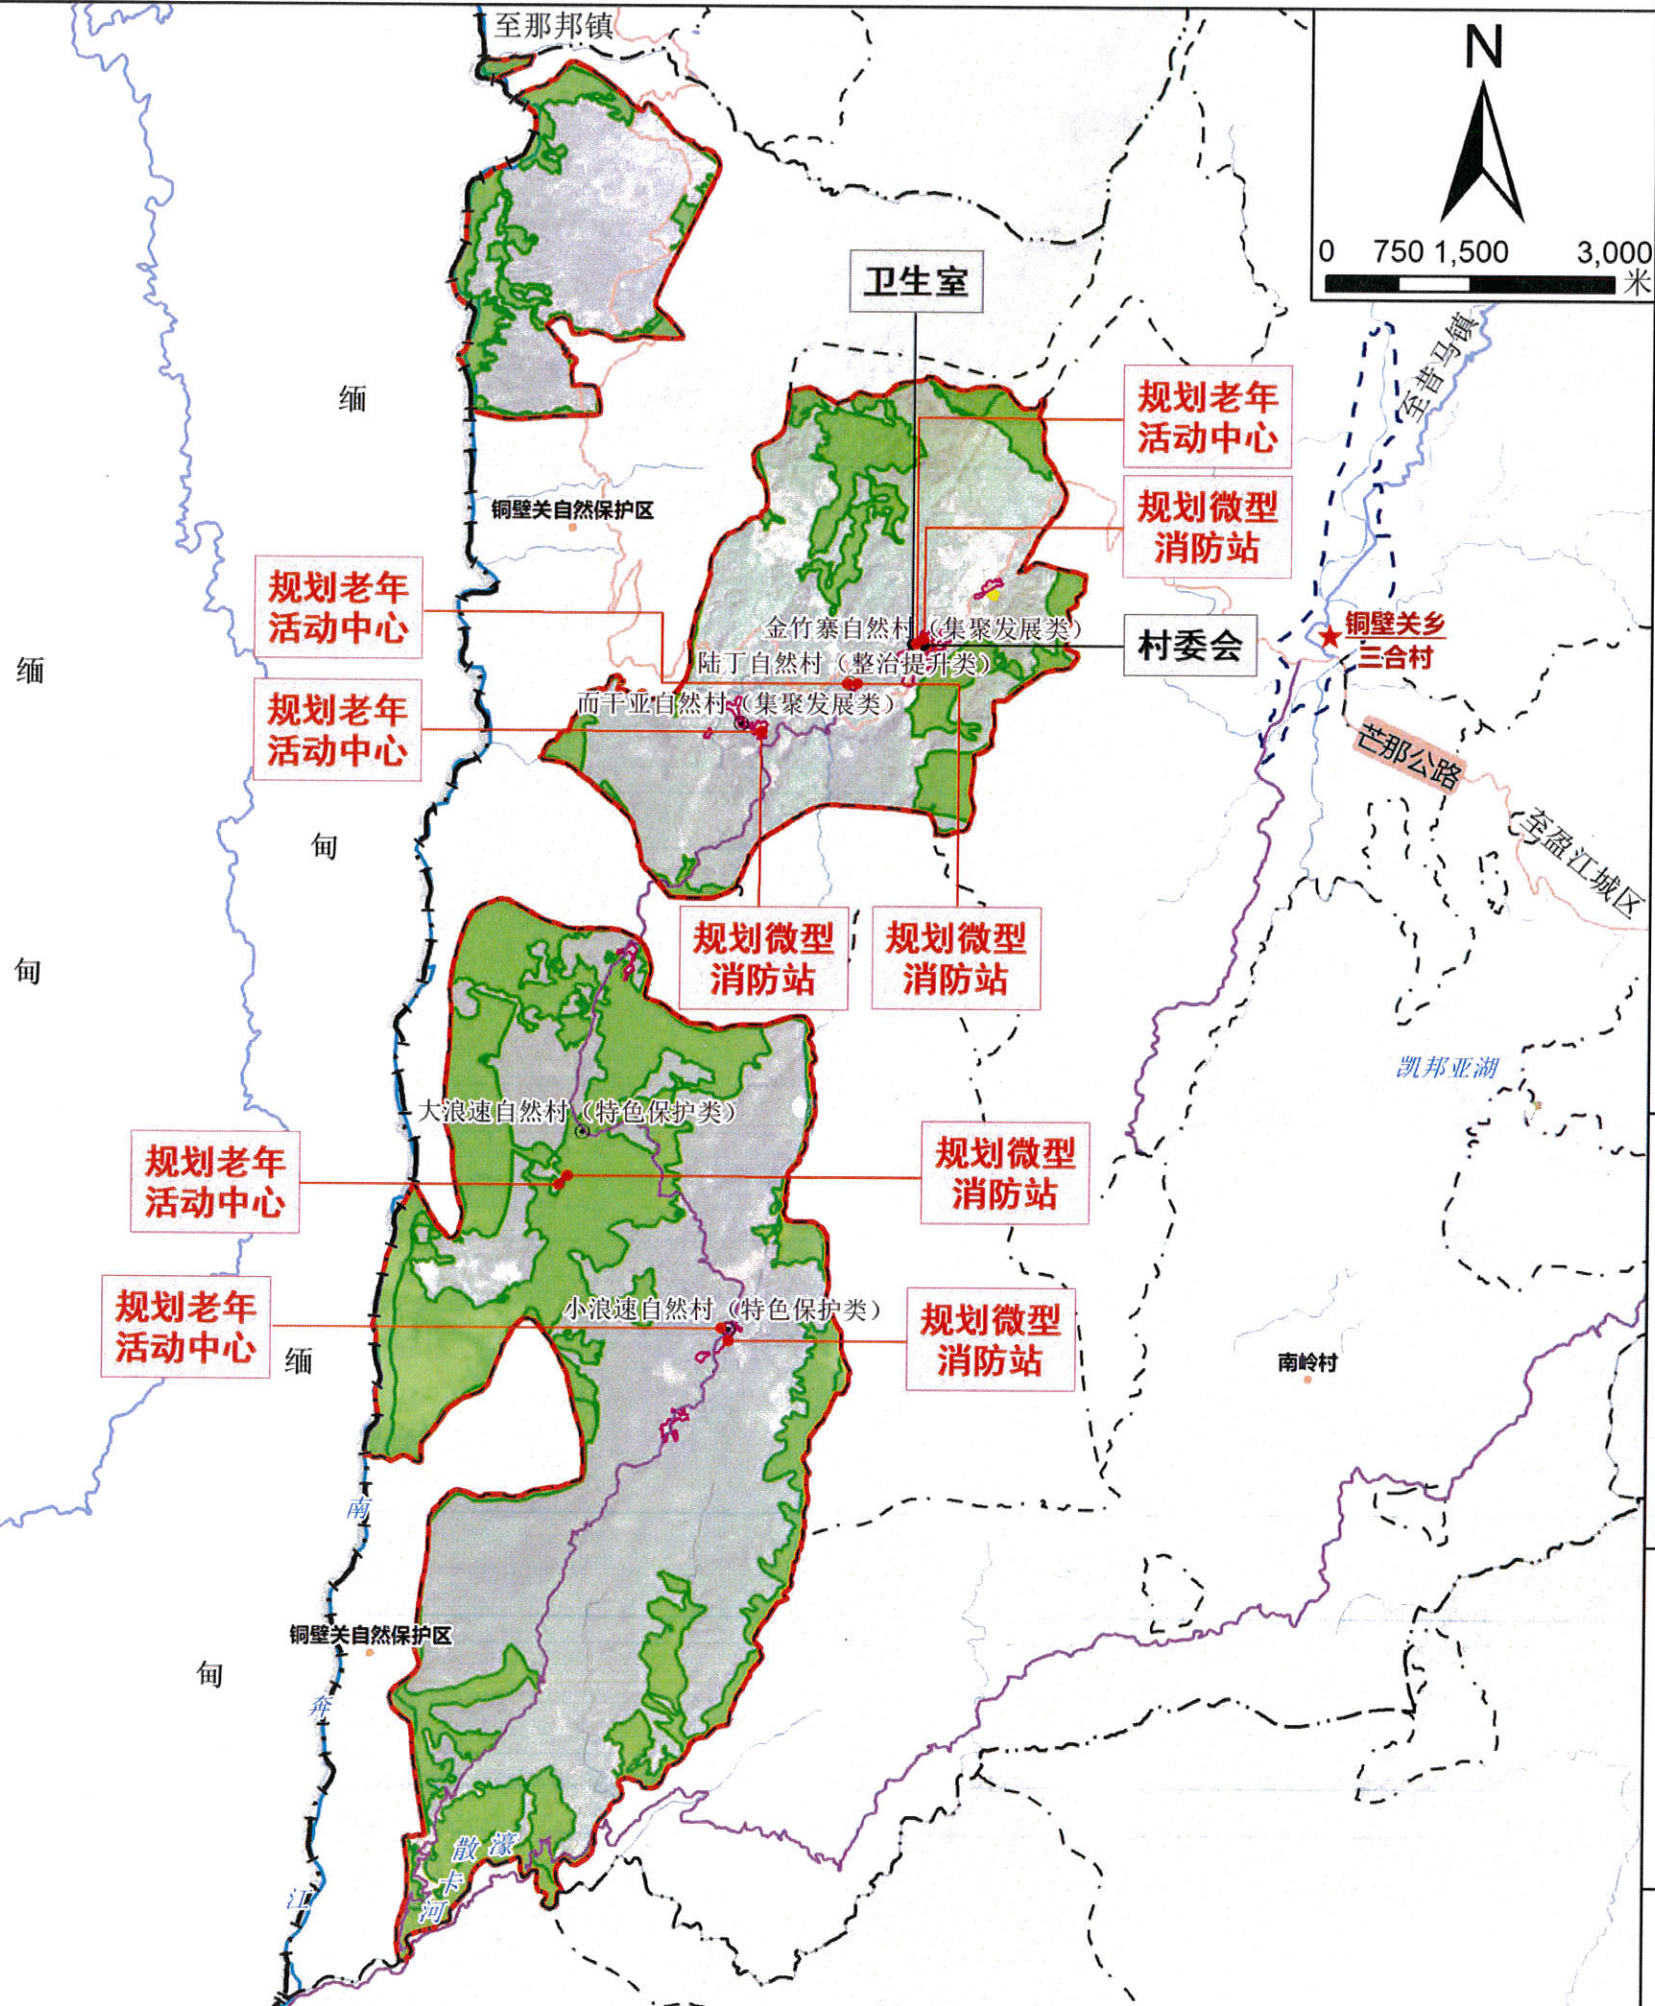 至那邦镇
N
0 750 1,500 3,000
米
卫生室
至昔马镇
缅
规划老年
活动中心
铜壁关自然保护区
规划微型
消防站
规划老年
活动中心
金竹寨自然村（集聚发展类）
村委会
铜壁关乡
三合村
缅
陆丁自然村（整治提升类）
规划老年
活动中心
而干亚自然村（集聚发展类）
芒那公路
甸
至盈江城区
规划微型
消防站
规划微型
消防站
甸
凯邦亚湖
大浪速自然村（特色保护类）
规划老年
活动中心
规划微型
消防站
规划老年
活动中心
小浪速自然村（特色保护类）
规划微型
消防站
缅
南岭村
南
铜壁关自然保护区
甸
奔
散濠
卡
江
河